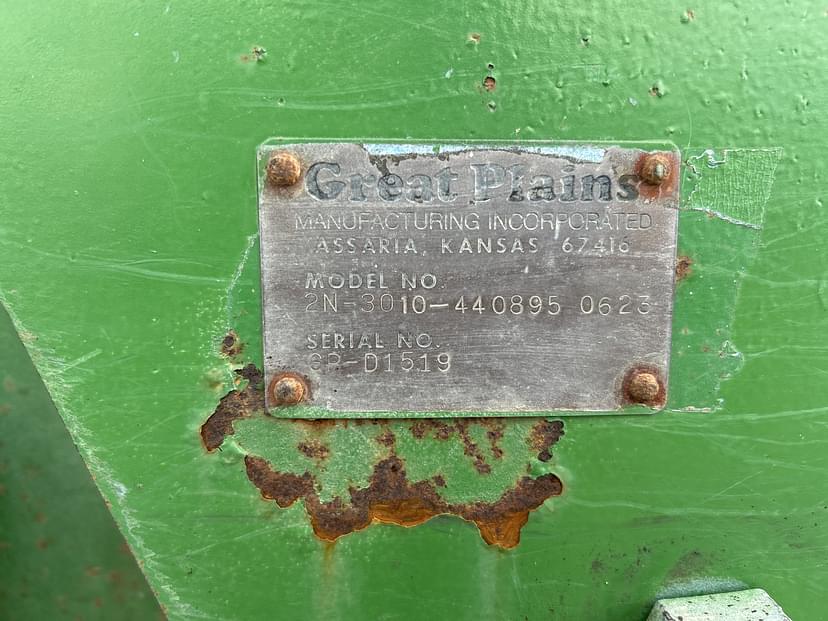 Great Plains
MANUFACTURING INCORPORATED
ASSARIA, KANSAS 67416
MODEL NO.
2N-3010-440895 0623
SERIAL NO.
GP-D1519